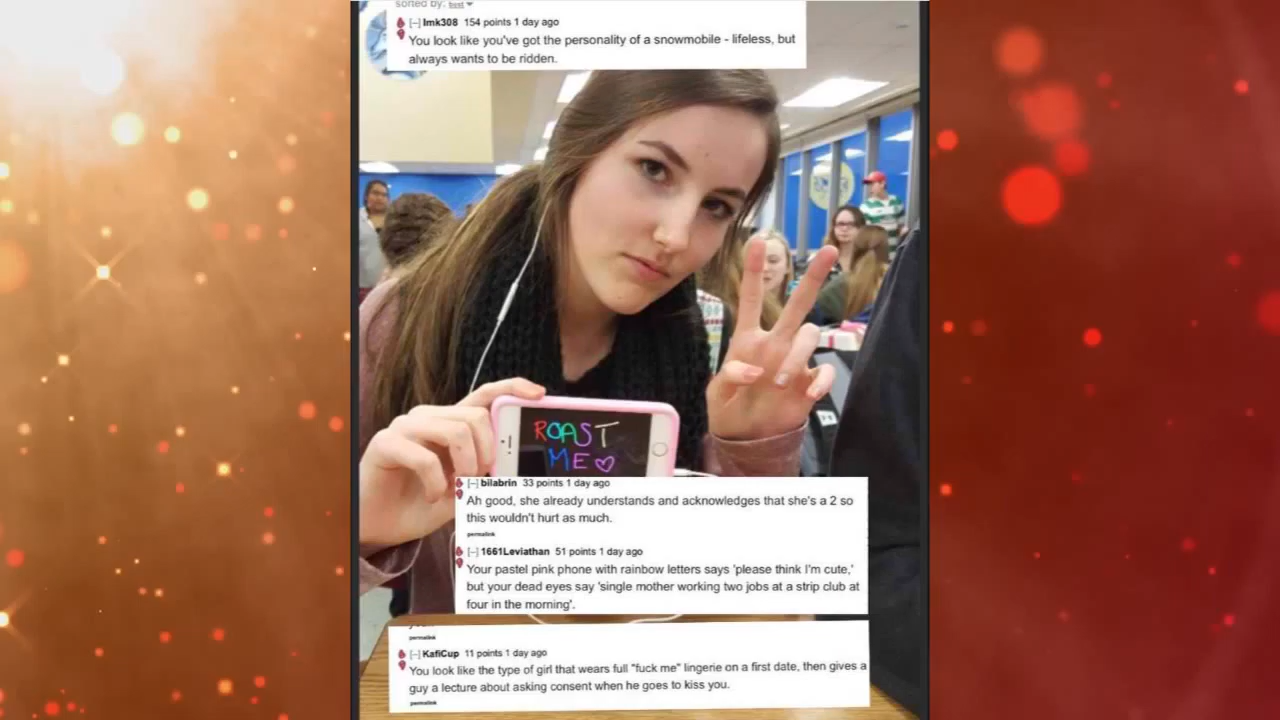 sorted by: best
[–] lmk308 154 points 1 day ago
You look like you've got the personality of a snowmobile - lifeless, but
always wants to be ridden.
ROAST
ME♡
[–] bilabrin 33 points 1 day ago
Ah good, she already understands and acknowledges that she's a 2 so
this wouldn't hurt as much.
permalink
[–] 1661Leviathan 51 points 1 day ago
Your pastel pink phone with rainbow letters says 'please think I'm cute,'
but your dead eyes say 'single mother working two jobs at a strip club at
four in the morning'.
permalink
[–] KafiCup 11 points 1 day ago
You look like the type of girl that wears full "fuck me" lingerie on a first date, then gives a
guy a lecture about asking consent when he goes to kiss you.
permalink